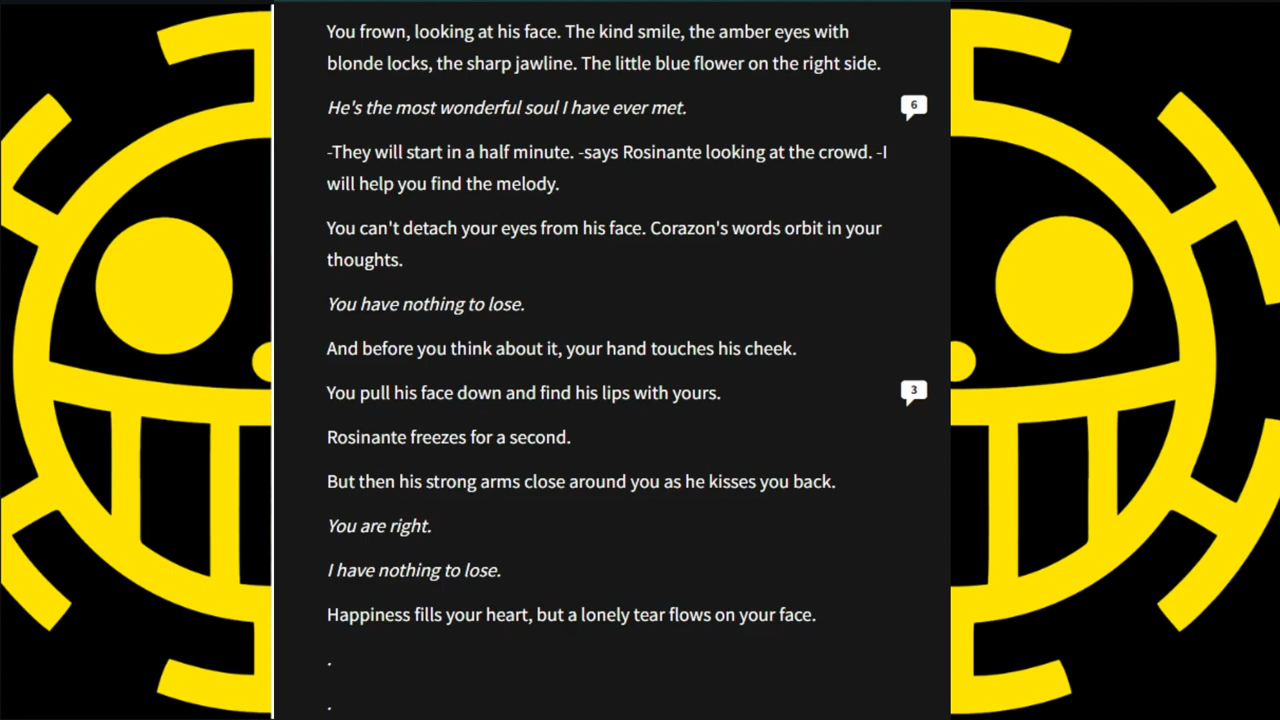 You frown, looking at his face. The kind smile, the amber eyes with
blonde locks, the sharp jawline. The little blue flower on the right side.
He's the most wonderful soul I have ever met.
6
-They will start in a half minute. -says Rosinante looking at the crowd. -I
will help you find the melody.
You can't detach your eyes from his face. Corazon's words orbit in your
thoughts.
You have nothing to lose.
And before you think about it, your hand touches his cheek.
You pull his face down and find his lips with yours.
3
Rosinante freezes for a second.
But then his strong arms close around you as he kisses you back.
You are right.
I have nothing to lose.
Happiness fills your heart, but a lonely tear flows on your face.
.
.